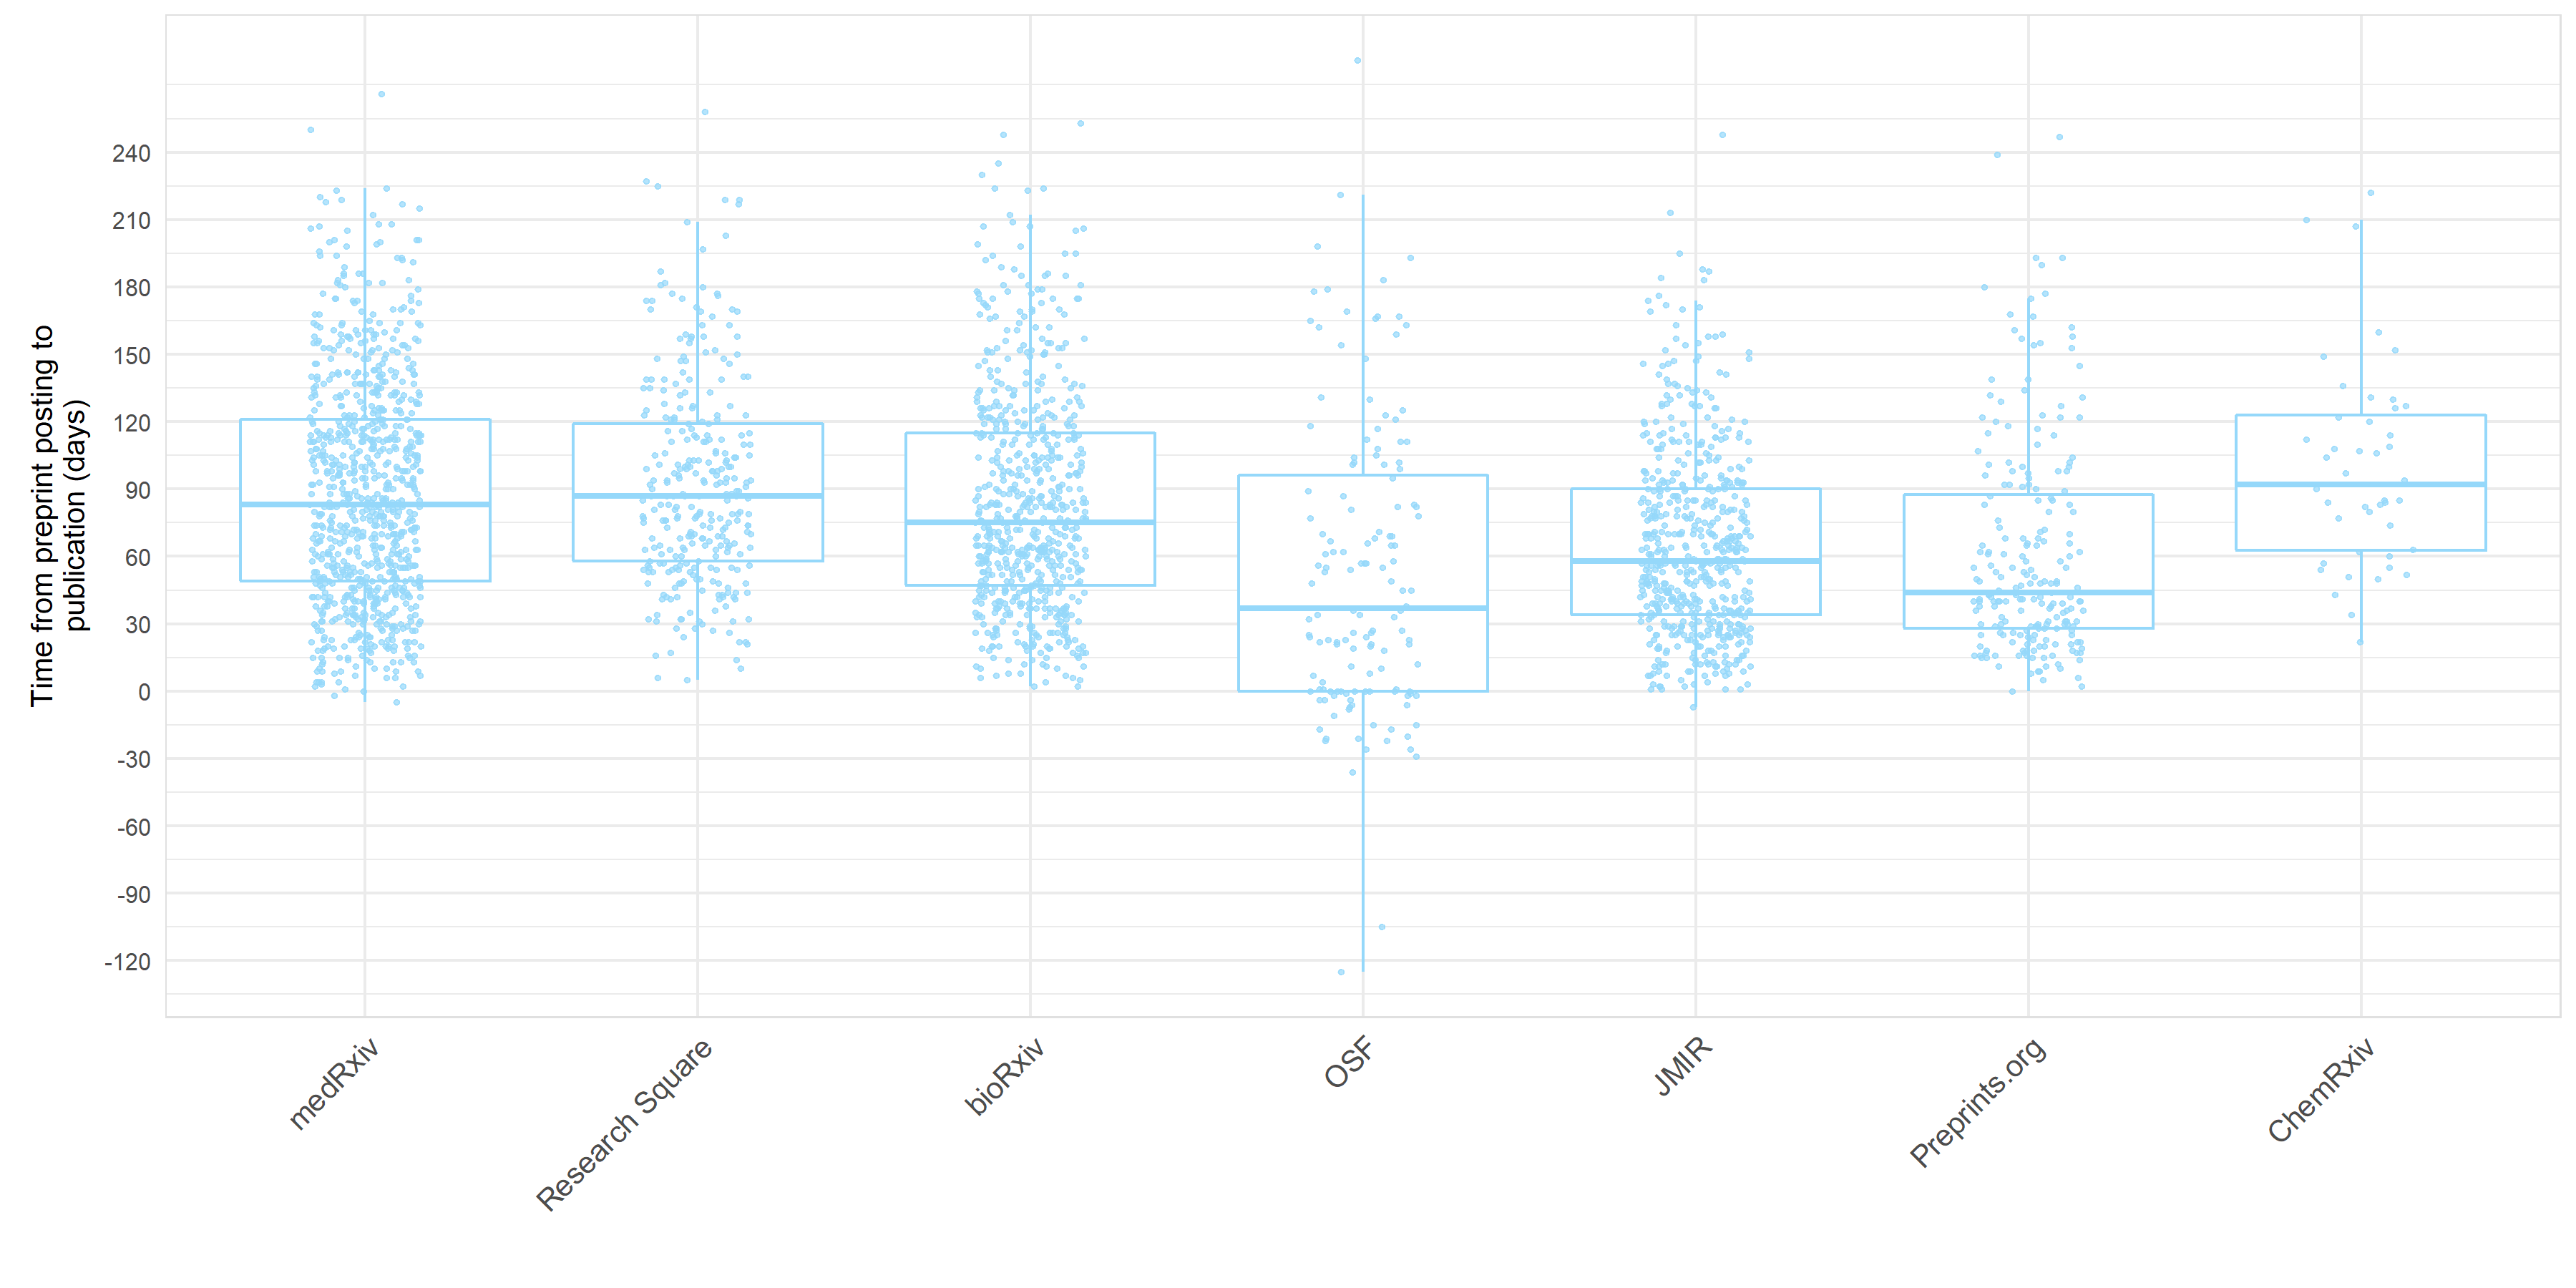 Time from preprint posting to
publication (days)
240
210
180
150
120
90
60
30
0
-30
-60
-90
-120
medRxiv
Research Square
bioRxiv
OSF
JMIR
Preprints.org
ChemRxiv